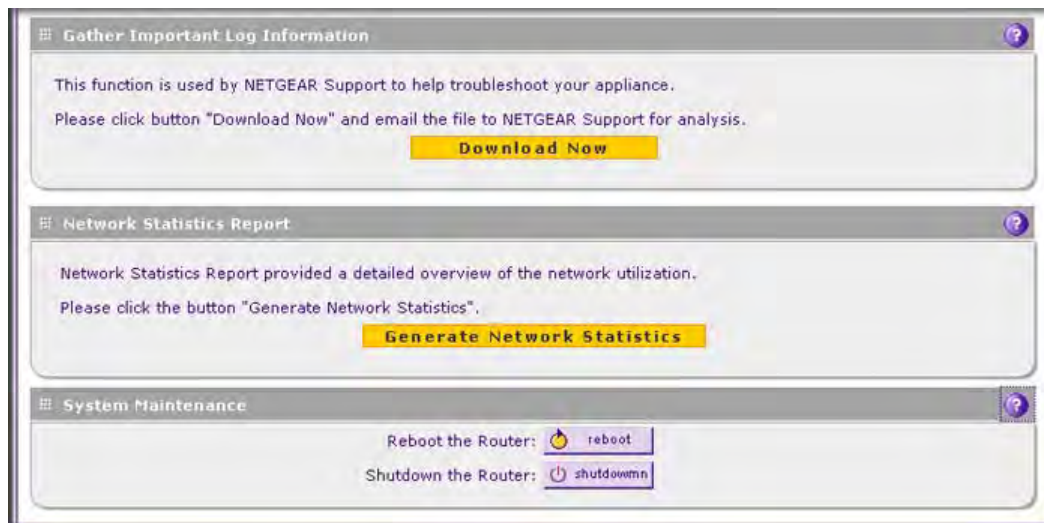 Gather Important Log Information
This function is used by NETGEAR Support to help troubleshoot your appliance.
Please click button "Download Now" and email the file to NETGEAR Support for analysis.
Download Now
Network Statistics Report
Network Statistics Report provided a detailed overview of the network utilization.
Please click the button "Generate Network Statistics".
Generate Network Statistics
System Maintenance
Reboot the Router: reboot
Shutdown the Router: shutdowmn